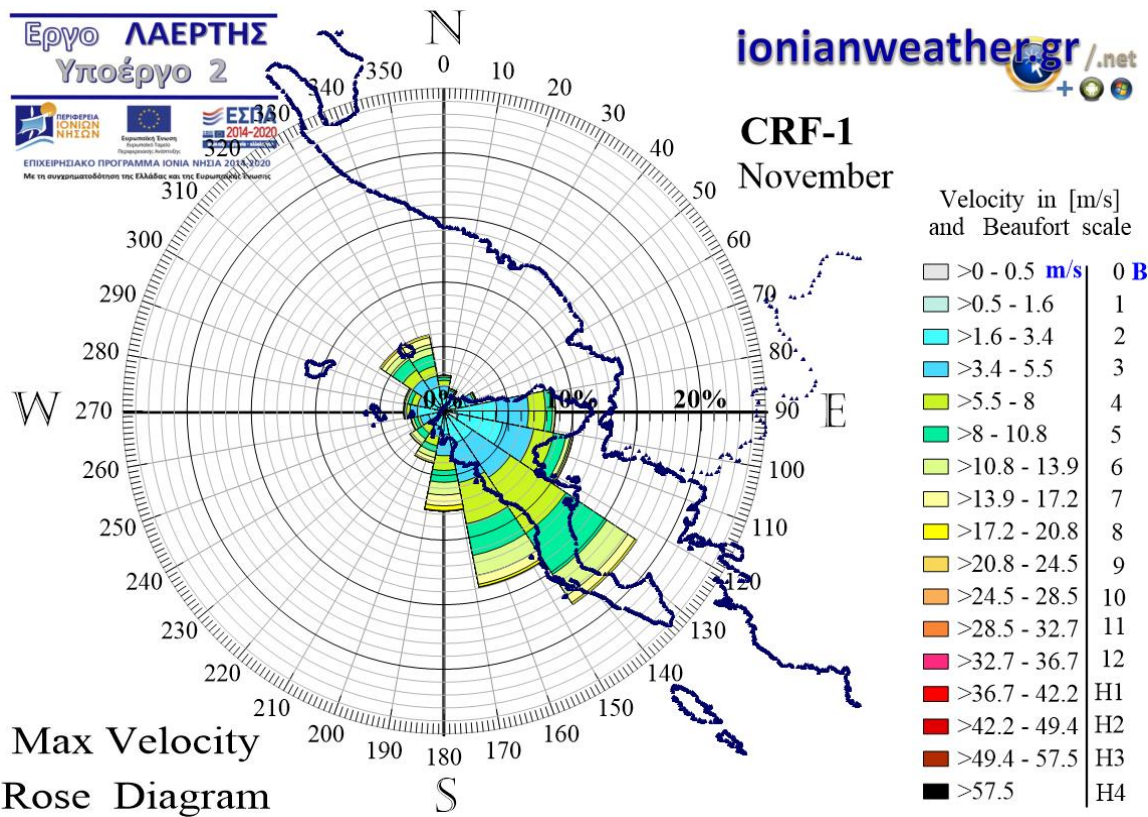 Εργο ΛΑΕΡΤΗΣ
Υποέργο 2
ΠΕΡΙΦΕΡΕΙΑ
ΙΟΝΙΩΝ
ΝΗΣΩΝ
Ευρωπαϊκή Ένωση
Ευρωπαϊκό Ταμείο
Περιφερειακής Ανάπτυξης
ΕΣΠΑ
2014-2020
ΕΠΙΧΕΙΡΗΣΙΑΚΟ ΠΡΟΓΡΑΜΜΑ ΙΟΝΙΑ ΝΗΣΙΑ 2014-2020
Με τη συγχρηματοδότηση της Ελλάδας και της Ευρωπαϊκής Ένωσης
ionianweather.gr /.net
CRF-1
November
N
0
10
20
30
40
50
60
70
80
90
E
100
110
120
130
140
150
160
170
180
S
190
200
210
220
230
240
250
260
270
W
280
290
300
310
320
330
340
350
0%
10%
20%
Velocity in [m/s]
and Beaufort scale
>0 - 0.5 m/s 0 B
>0.5 - 1.6 1
>1.6 - 3.4 2
>3.4 - 5.5 3
>5.5 - 8 4
>8 - 10.8 5
>10.8 - 13.9 6
>13.9 - 17.2 7
>17.2 - 20.8 8
>20.8 - 24.5 9
>24.5 - 28.5 10
>28.5 - 32.7 11
>32.7 - 36.7 12
>36.7 - 42.2 H1
>42.2 - 49.4 H2
>49.4 - 57.5 H3
>57.5 H4
Max Velocity
Rose Diagram